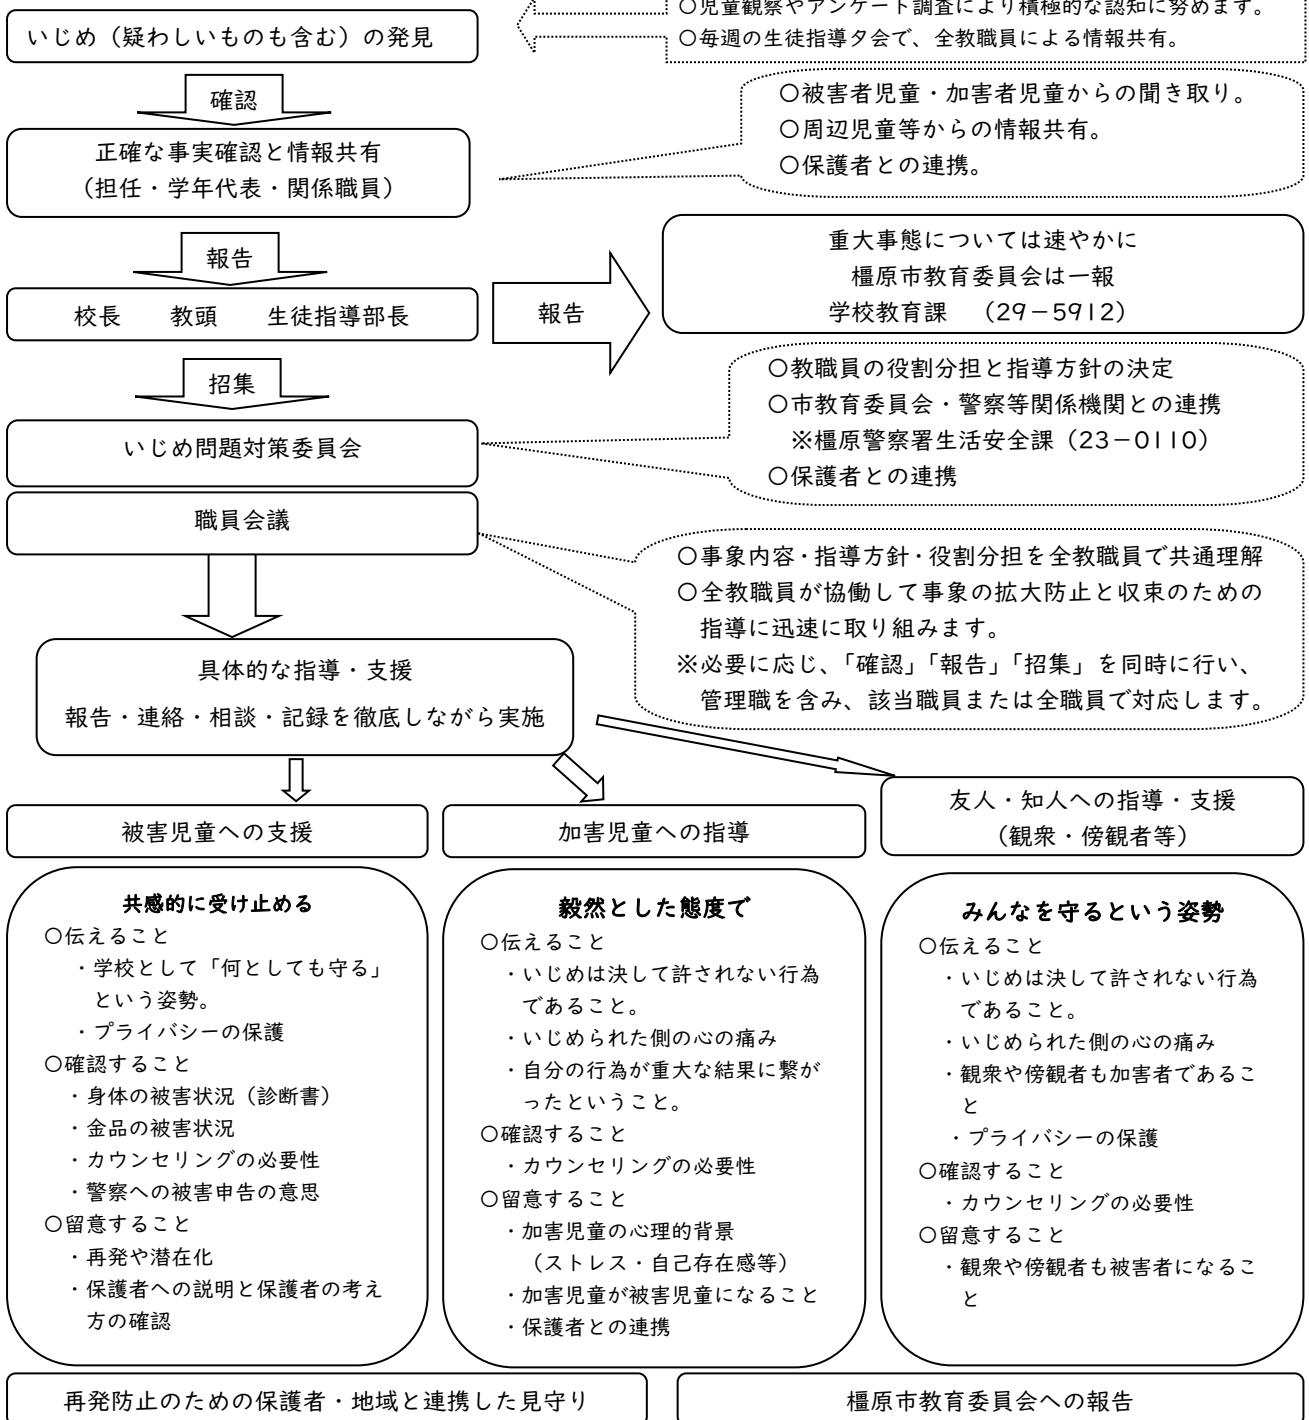 〇児童観察やアンケート調査により積極的な認知に努めます。
いじめ（疑わしいものも含む）の発見
〇毎週の生徒指導夕会で、全教職員による情報共有。
確認
〇被害者児童・加害者児童からの聞き取り。
〇周辺児童等からの情報共有。
〇保護者との連携。
正確な事実確認と情報共有
（担任・学年代表・関係職員）
報告
校長　教頭　生徒指導部長
報告
重大事態については速やかに
橿原市教育委員会は一報
学校教育課　（29－5912）
招集
いじめ問題対策委員会
〇教職員の役割分担と指導方針の決定
〇市教育委員会・警察等関係機関との連携
※橿原警察署生活安全課（23－0110）
〇保護者との連携
職員会議
〇事象内容・指導方針・役割分担を全教職員で共通理解
〇全教職員が協働して事象の拡大防止と収束のための
指導に迅速に取り組みます。
※必要に応じ、「確認」「報告」「招集」を同時に行い、
管理職を含み、該当職員または全職員で対応します。
具体的な指導・支援
報告・連絡・相談・記録を徹底しながら実施
被害児童への支援
共感的に受け止める
〇伝えること
・学校として「何としても守る」
という姿勢。
・プライバシーの保護
〇確認すること
・身体の被害状況（診断書）
・金品の被害状況
・カウンセリングの必要性
・警察への被害申告の意思
〇留意すること
・再発や潜在化
・保護者への説明と保護者の考え
方の確認
加害児童への指導
毅然とした態度で
〇伝えること
・いじめは決して許されない行為
であること。
・いじめられた側の心の痛み
・自分の行為が重大な結果に繋が
ったということ。
〇確認すること
・カウンセリングの必要性
〇留意すること
・加害児童の心理的背景
（ストレス・自己存在感等）
・加害児童が被害児童になること
・保護者との連携
友人・知人への指導・支援
（観衆・傍観者等）
みんなを守るという姿勢
〇伝えること
・いじめは決して許されない行為
であること。
・いじめられた側の心の痛み
・観衆や傍観者も加害者であるこ
と
・プライバシーの保護
〇確認すること
・カウンセリングの必要性
〇留意すること
・観衆や傍観者も被害者になるこ
と
再発防止のための保護者・地域と連携した見守り
橿原市教育委員会への報告